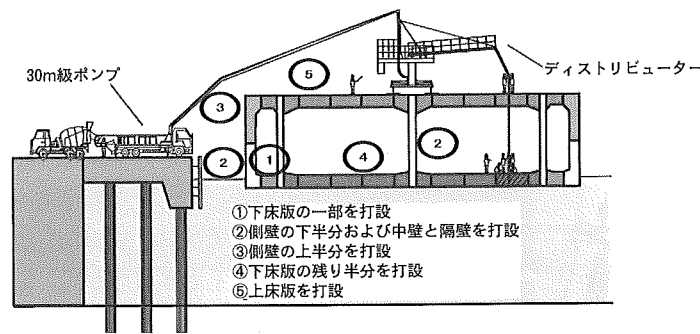 30m級ポンプ
ディストリビューター
⑤
③
②
①
④
②
①下床版の一部を打設
②側壁の下半分および中壁と隔壁を打設
③側壁の上半分を打設
④下床版の残り半分を打設
⑤上床版を打設